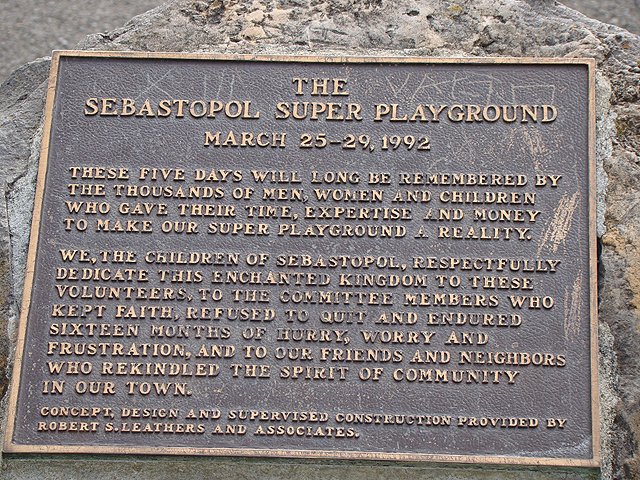 THE
SEBASTOPOL SUPER PLAYGROUND
MARCH 25-29, 1992
THESE FIVE DAYS WILL LONG BE REMEMBERED BY
THE THOUSANDS OF MEN, WOMEN AND CHILDREN
WHO GAVE THEIR TIME, EXPERTISE AND MONEY
TO MAKE OUR SUPER PLAYGROUND A REALITY.
WE, THE CHILDREN OF SEBASTOPOL, RESPECTFULLY
DEDICATE THIS ENCHANTED KINGDOM TO THESE
VOLUNTEERS, TO THE COMMITTEE MEMBERS WHO
KEPT FAITH, REFUSED TO QUIT AND ENDURED
SIXTEEN MONTHS OF HURRY, WORRY AND
FRUSTRATION, AND TO OUR FRIENDS AND NEIGHBORS
WHO REKINDLED THE SPIRIT OF COMMUNITY
IN OUR TOWN.
CONCEPT, DESIGN AND SUPERVISED CONSTRUCTION PROVIDED BY
ROBERT S. LEATHERS AND ASSOCIATES.